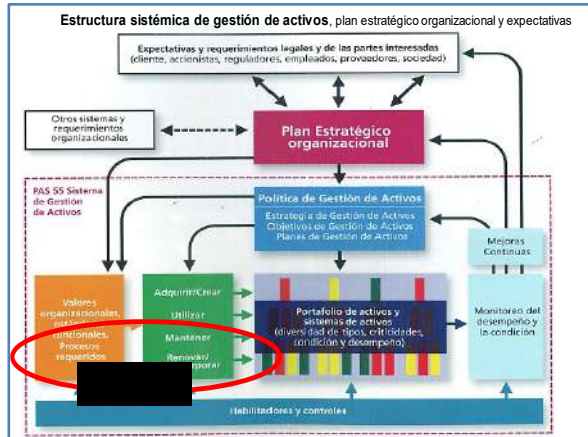 Estructura sistémica de gestión de activos, plan estratégico organizacional y expectativas
Expectativas y requerimientos legales y de las partes interesadas
(cliente, accionistas, reguladores, empleados, proveedores, sociedad)
Otros sistemas y
requerimientos
organizacionales
Plan Estratégico
organizacional
PAS 55 Sistema
de Gestión
de Activos
Política de Gestión de Activos
Estrategia de Gestión de Activos
Objetivos de Gestión de Activos
Planes de Gestión de Activos
Mejoras
Continuas
Valores
organizacionales,
funcionales,
Procesos
requeridos
Adquirir/Crear
Utilizar
Mantener
Renovar/
Portafolio de activos y
sistemas de activos
(diversidad de tipos, criticidades,
condición y desempeño)
Monitoreo del
desempeño y
la condición
Habilitadores y controles